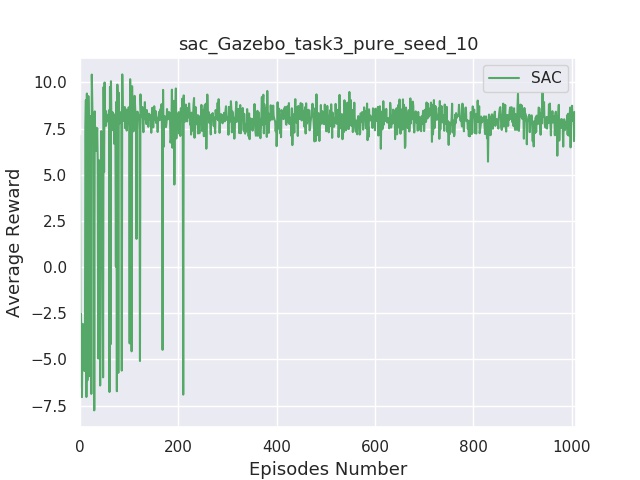 sac_Gazebo_task3_pure_seed_10
SAC
10.0
7.5
5.0
2.5
0.0
−2.5
−5.0
−7.5
Average Reward
0 200 400 600 800 1000
Episodes Number